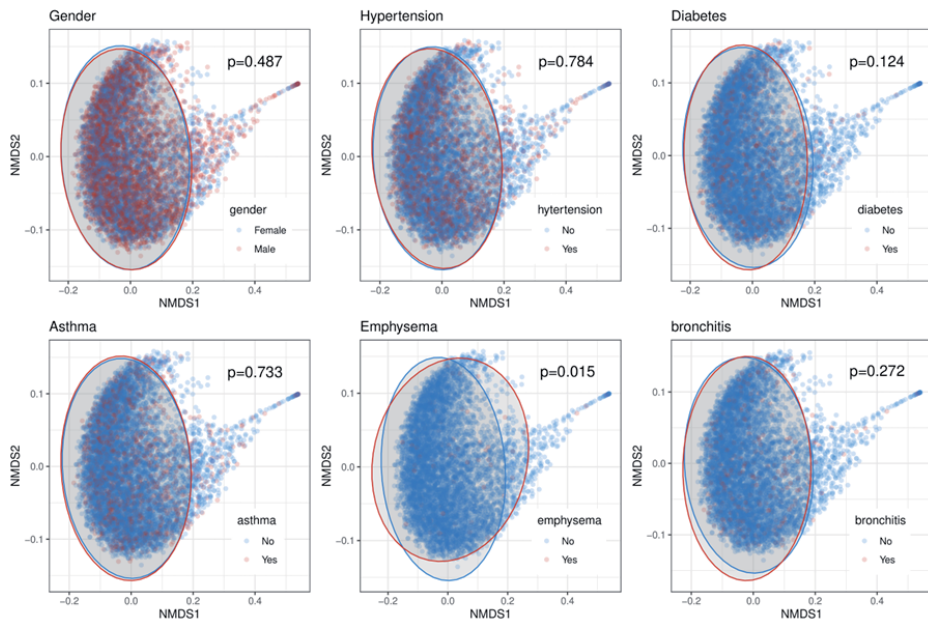 Gender
p=0.487
NMDS2
0.1
0.0
−0.1
gender
Female
Male
−0.2
0.0
0.2
0.4
NMDS1
Hypertension
p=0.784
NMDS2
0.1
0.0
−0.1
hytertension
No
Yes
−0.2
0.0
0.2
0.4
NMDS1
Diabetes
p=0.124
NMDS2
0.1
0.0
−0.1
diabetes
No
Yes
−0.2
0.0
0.2
0.4
NMDS1
Asthma
p=0.733
NMDS2
0.1
0.0
−0.1
asthma
No
Yes
−0.2
0.0
0.2
0.4
NMDS1
Emphysema
p=0.015
NMDS2
0.1
0.0
−0.1
emphysema
No
Yes
−0.2
0.0
0.2
0.4
NMDS1
bronchitis
p=0.272
NMDS2
0.1
0.0
−0.1
bronchitis
No
Yes
−0.2
0.0
0.2
0.4
NMDS1